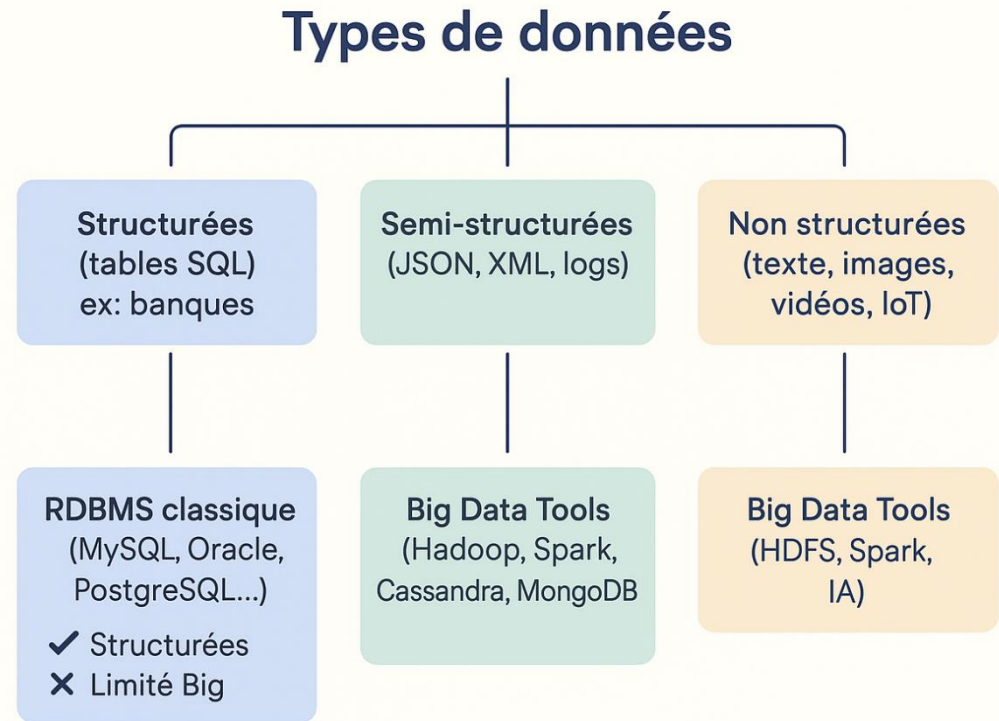 Types de données
Structurées
(tables SQL)
ex: banques
Semi-structurées
(JSON, XML, logs)
Non structurées
(texte, images,
vidéos, IoT)
RDBMS classique
(MySQL, Oracle,
PostgreSQL...)
✓ Structurées
✕ Limité Big
Big Data Tools
(Hadoop, Spark,
Cassandra, MongoDB
Big Data Tools
(HDFS, Spark,
IA)